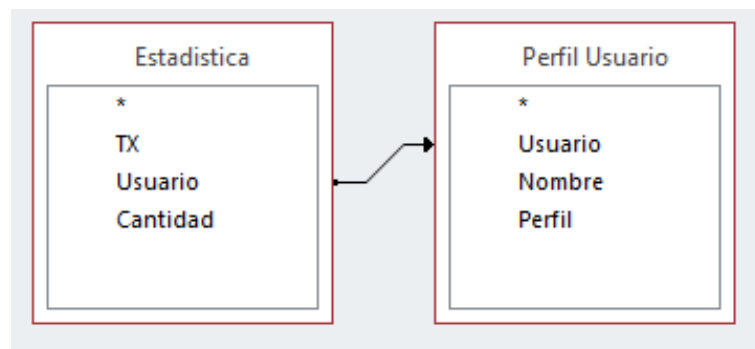 Estadistica
*
TX
Usuario
Cantidad
Perfil Usuario
*
Usuario
Nombre
Perfil